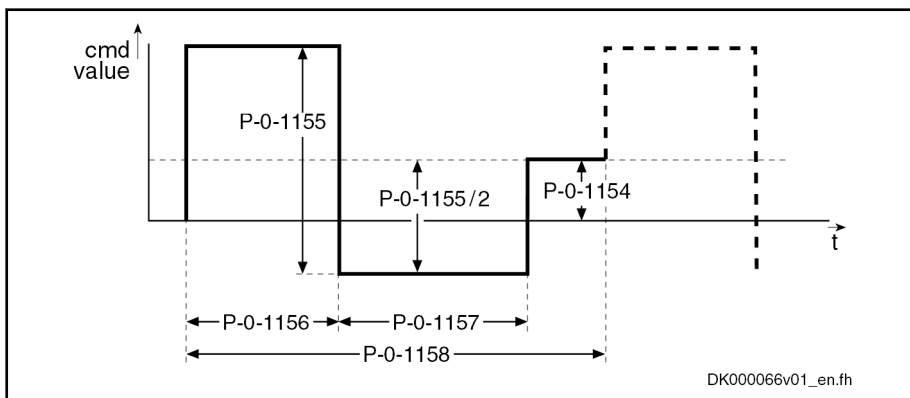 cmd
value
P-0-1155
P-0-1155/2
P-0-1154
t
P-0-1156
P-0-1157
P-0-1158
DK000066v01_en.fh